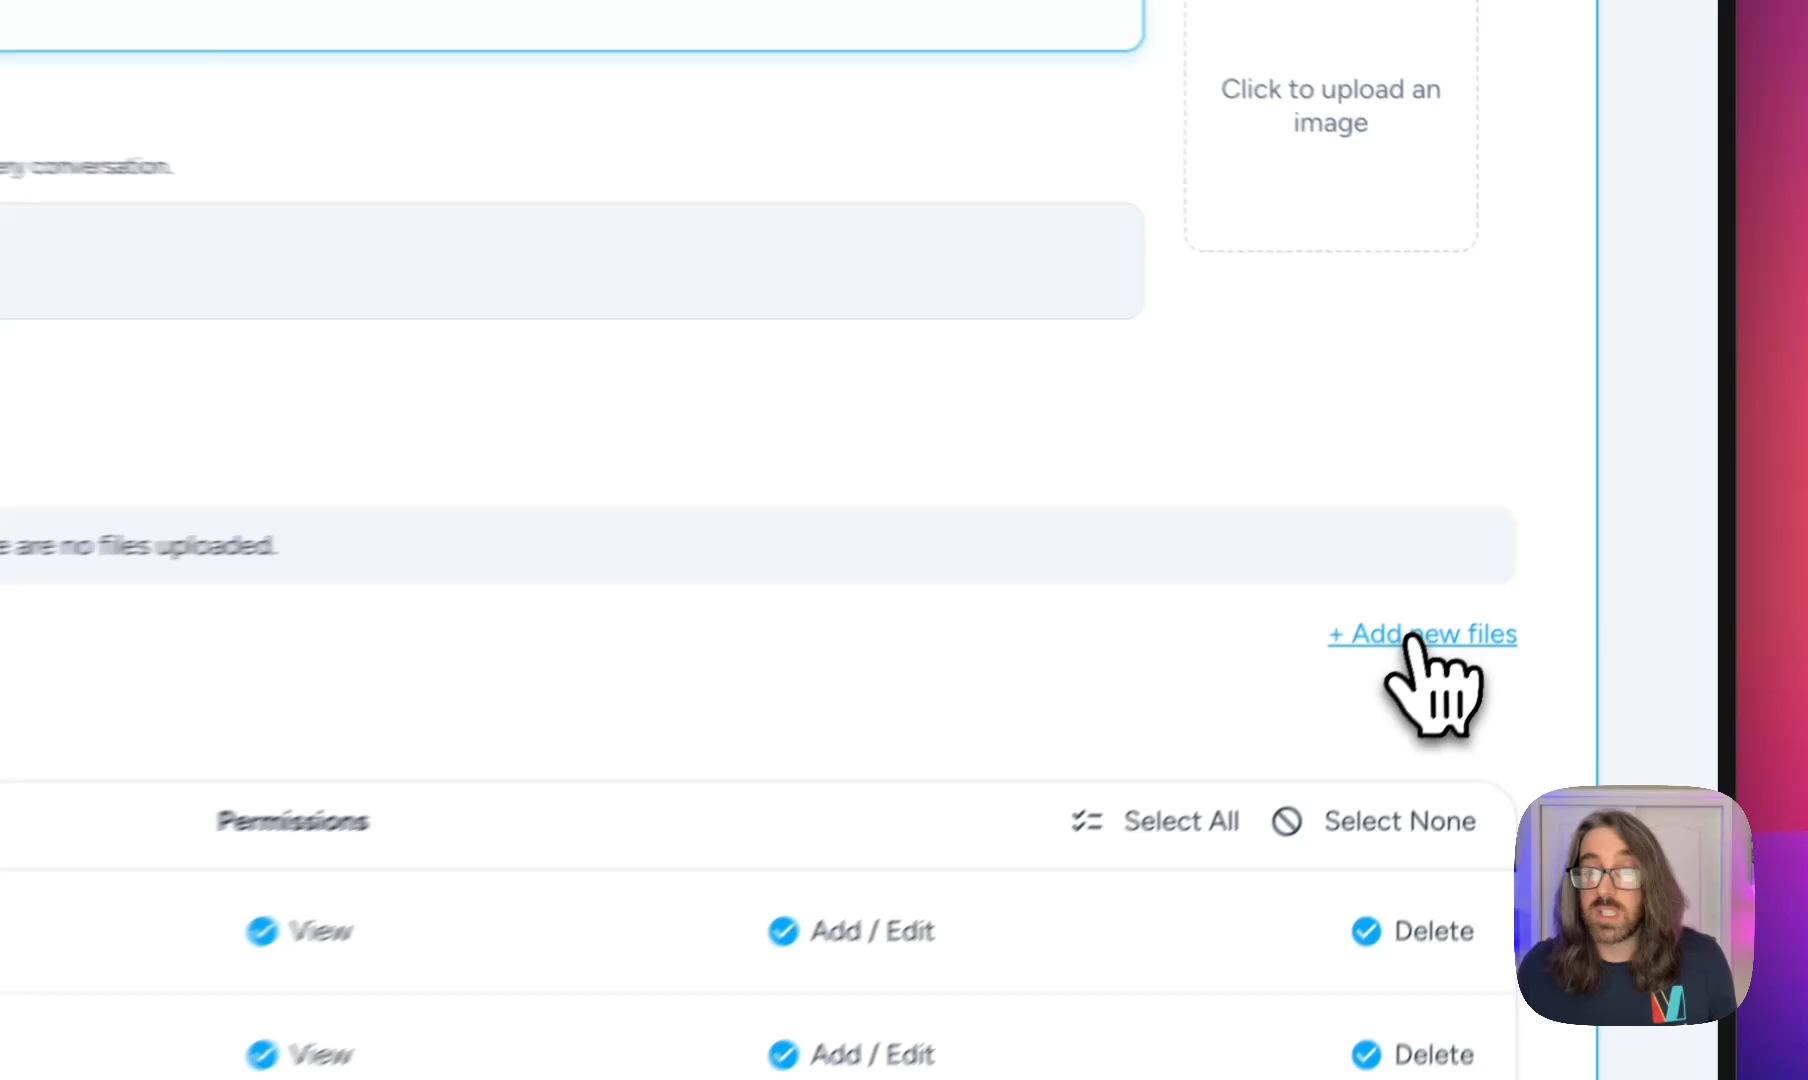 Click to upload an
image
ery conversation.
e are no files uploaded.
+ Add new files
Permissions Select All Select None
View Add / Edit Delete
View Add / Edit Delete